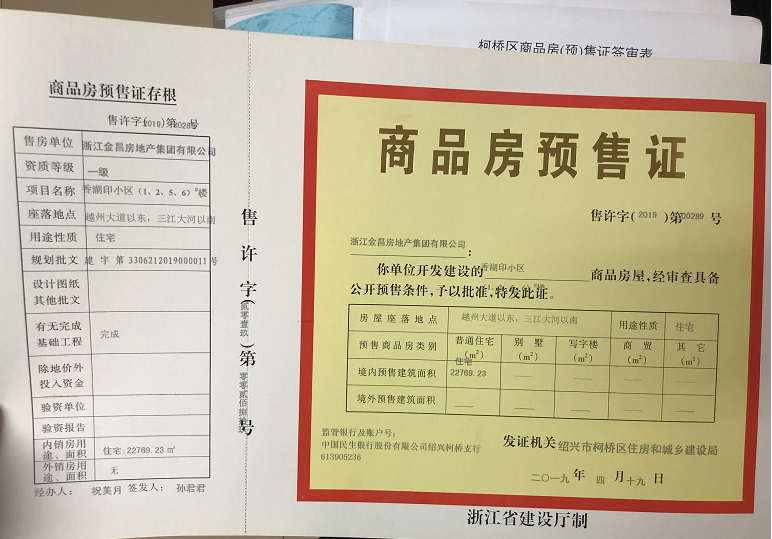 柯桥区商品房(预)售证签审表
商品房预售证存根
售许字(2019)第00289号
售房单位 浙江金昌房地产集团有限公司
资质等级 一级
项目名称 香湖印小区（1、2、5、6）#楼
座落地点 越州大道以东，三江大河以南
用途性质 住宅
规划批文 建 字 第 3306212019000011 号
设计图纸
其他批文
有无完成
基础工程 完成
除地价外
投入资金
验资单位
验资报告
内销房用
途、面积 住宅：22769.23 ㎡
外销房用
途、面积 无
经办人： 祝美月 签发人： 孙君君
售许字(贰零壹玖)第零零贰佰捌号
商品房预售证
售许字( 2019 )第00289 号
浙江金昌房地产集团有限公司：
你单位开发建设的香湖印小区商品房屋,经审查具备
公开预售条件,予以批准,特发此证。
房屋座落地点 越州大道以东，三江大河以南 用途性质 住宅
预售商品房类别 普通住宅(m²) 别墅(m²) 写字楼(m²) 商贸(m²) 其它(m²)
住宅
境内预售建筑面积 22769.23
境外预售建筑面积
监管银行及账户号：
中国民生银行股份有限公司绍兴柯桥支行
613905236
发证机关 绍兴市柯桥区住房和城乡建设局
二〇一九 年 四 月 十九 日
浙江省建设厅制